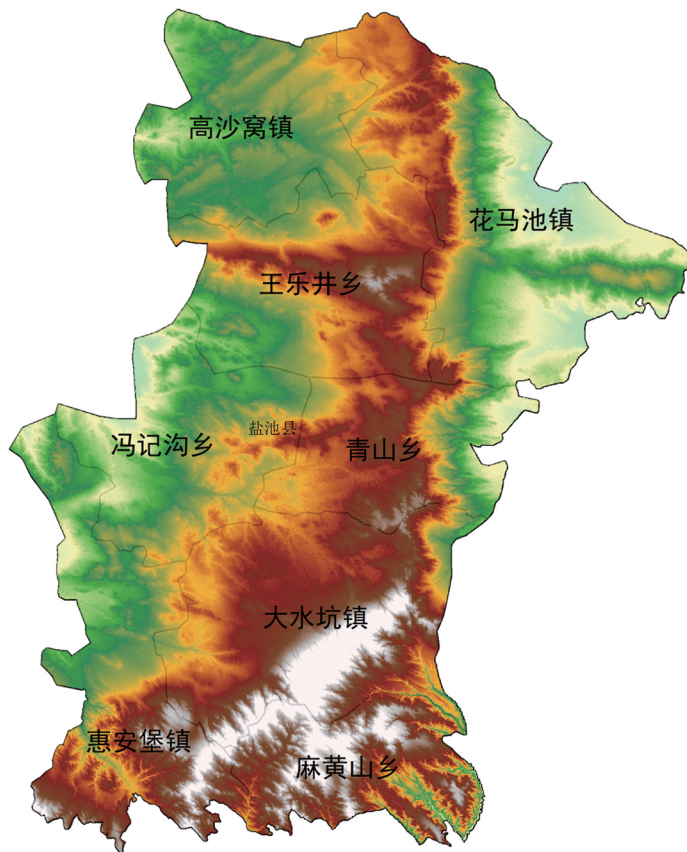 高沙窝镇
花马池镇
王乐井乡
盐池县
冯记沟乡
青山乡
大水坑镇
惠安堡镇
麻黄山乡